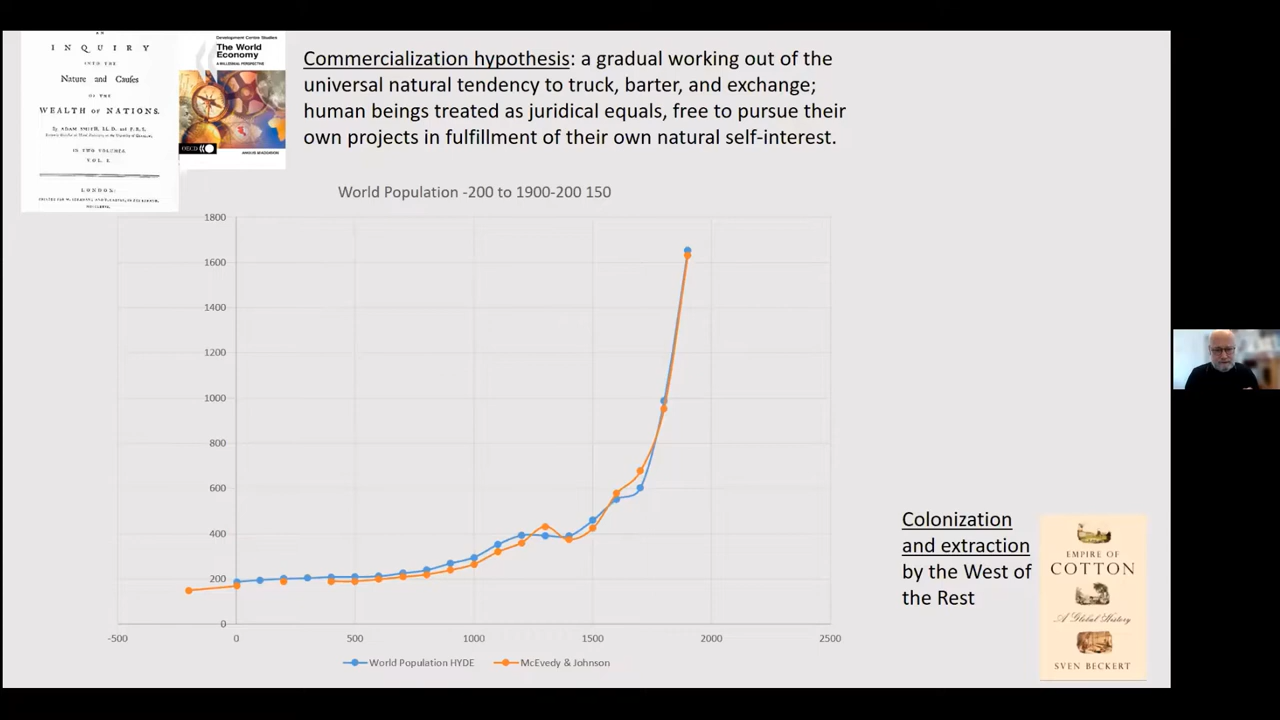 AN
INQUIRY
INTO THE
Nature and Causes
OF THE
WEALTH OF NATIONS.
By ADAM SMITH, LL. D. and F. R. S.
IN TWO VOLUMES.
VOL. I.
LONDON:
Development Centre Studies
The World
Economy
A MILLENNIAL PERSPECTIVE
OECD
ANGUS MADDISON
Commercialization hypothesis: a gradual working out of the
universal natural tendency to truck, barter, and exchange;
human beings treated as juridical equals, free to pursue their
own projects in fulfillment of their own natural self-interest.
World Population -200 to 1900-200 150
1800
1600
1400
1200
1000
800
600
400
200
0
-500 0 500 1000 1500 2000 2500
World Population HYDE McEvedy & Johnson
Colonization
and extraction
by the West of
the Rest
EMPIRE OF
COTTON
A Global History
SVEN BECKERT